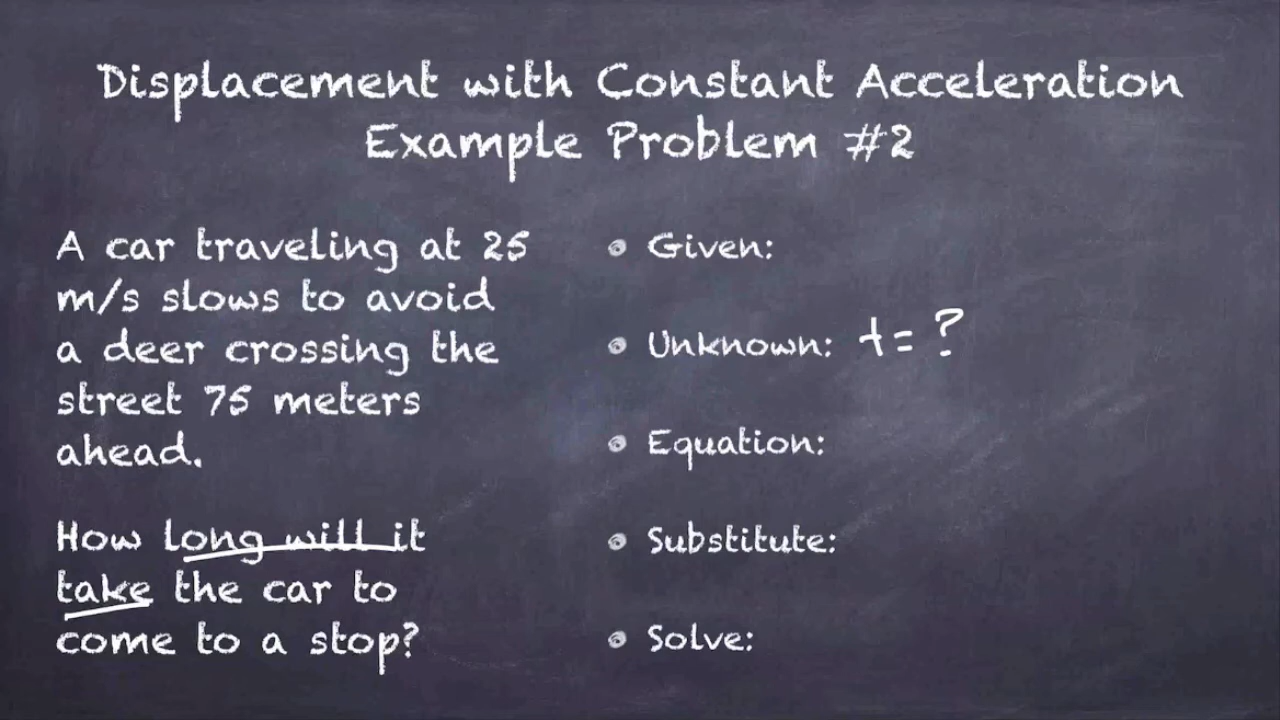 Displacement with Constant Acceleration
Example Problem #2
A car traveling at 25
m/s slows to avoid
a deer crossing the
street 75 meters
ahead.
How long will it
take the car to
come to a stop?
Given:
Unknown: t = ?
Equation:
Substitute:
Solve: